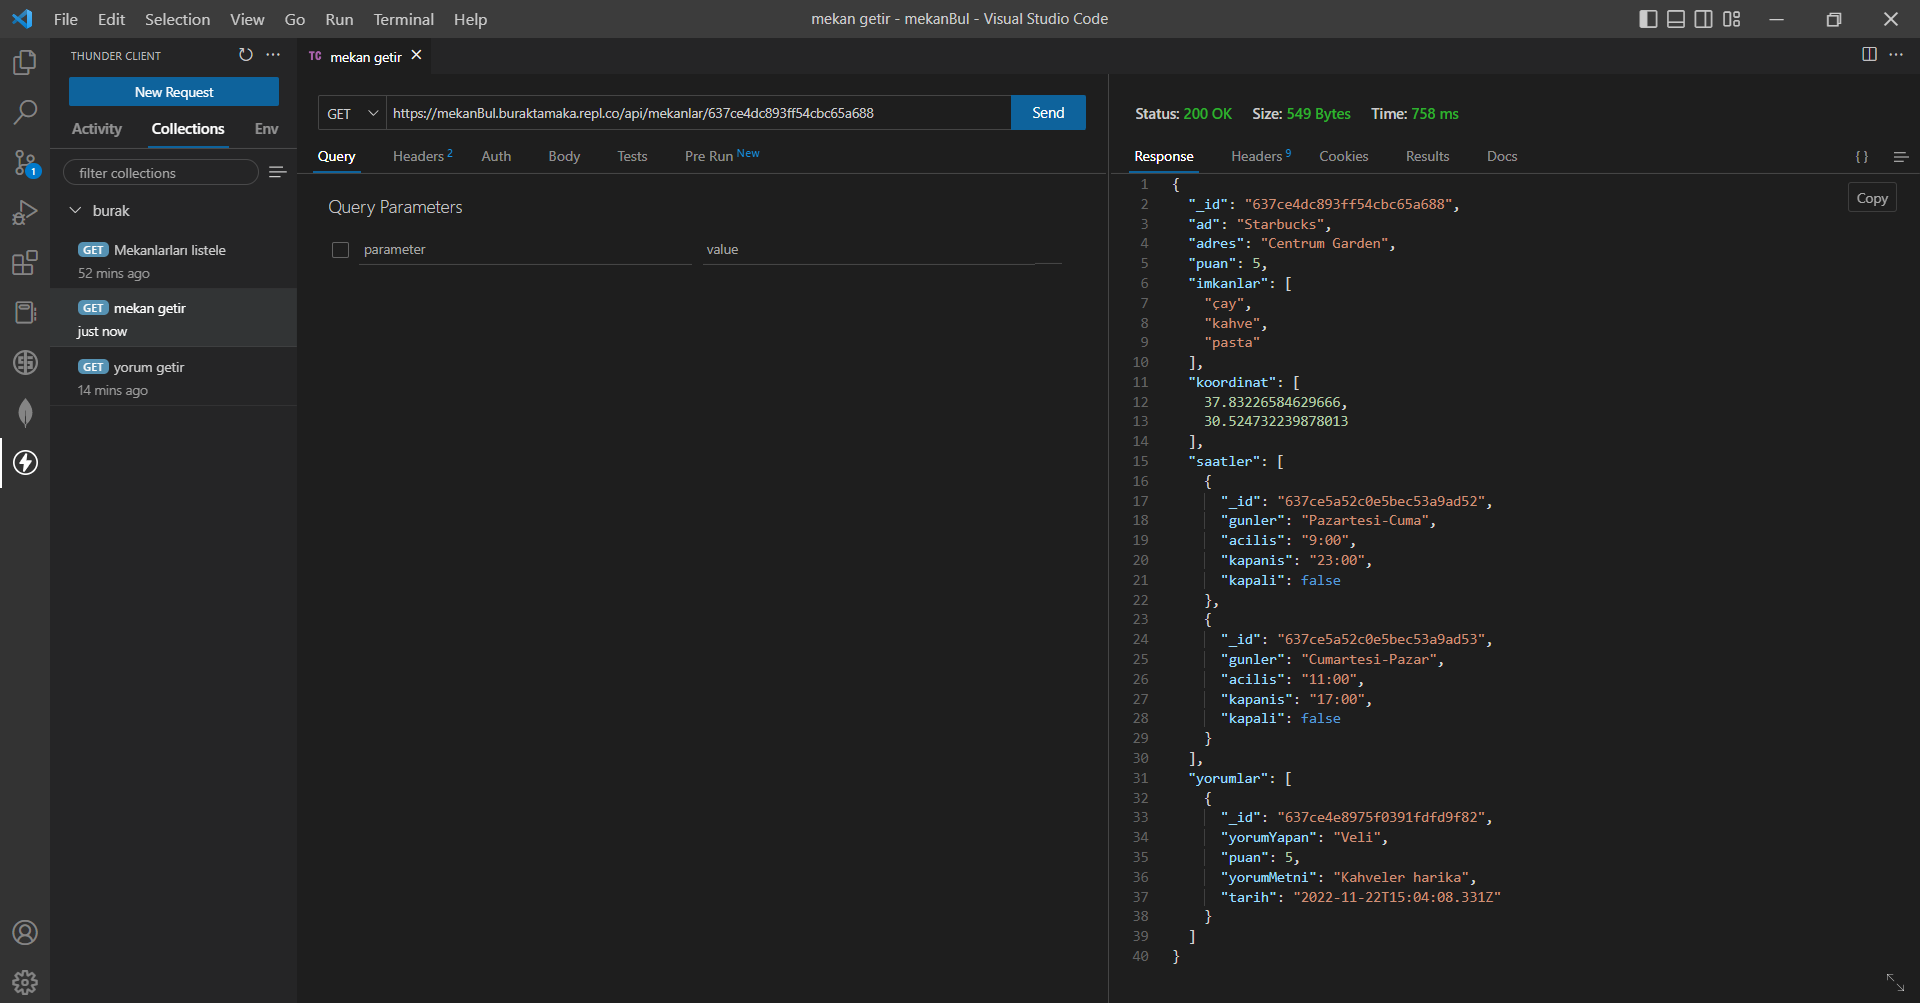 File Edit Selection View Go Run Terminal Help
mekan getir - mekanBul - Visual Studio Code
THUNDER CLIENT
New Request
Activity Collections Env
filter collections
burak
GET Mekanlarları listele
52 mins ago
GET mekan getir
just now
GET yorum getir
14 mins ago
1
TC mekan getir
GET https://mekanBul.buraktamaka.repl.co/api/mekanlar/637ce4dc893ff54cbc65a688 Send
Query Headers 2 Auth Body Tests Pre Run New
Query Parameters
parameter value
Status: 200 OK Size: 549 Bytes Time: 758 ms
Response Headers 9 Cookies Results Docs { }
Copy
1 {
2 "_id": "637ce4dc893ff54cbc65a688",
3 "ad": "Starbucks",
4 "adres": "Centrum Garden",
5 "puan": 5,
6 "imkanlar": [
7 "çay",
8 "kahve",
9 "pasta"
10 ],
11 "koordinat": [
12 37.83226584629666,
13 30.524732239878013
14 ],
15 "saatler": [
16 {
17 "_id": "637ce5a52c0e5bec53a9ad52",
18 "gunler": "Pazartesi-Cuma",
19 "acilis": "9:00",
20 "kapanis": "23:00",
21 "kapali": false
22 },
23 {
24 "_id": "637ce5a52c0e5bec53a9ad53",
25 "gunler": "Cumartesi-Pazar",
26 "acilis": "11:00",
27 "kapanis": "17:00",
28 "kapali": false
29 }
30 ],
31 "yorumlar": [
32 {
33 "_id": "637ce4e8975f0391fdfd9f82",
34 "yorumYapan": "Veli",
35 "puan": 5,
36 "yorumMetni": "Kahveler harika",
37 "tarih": "2022-11-22T15:04:08.331Z"
38 }
39 ]
40 }